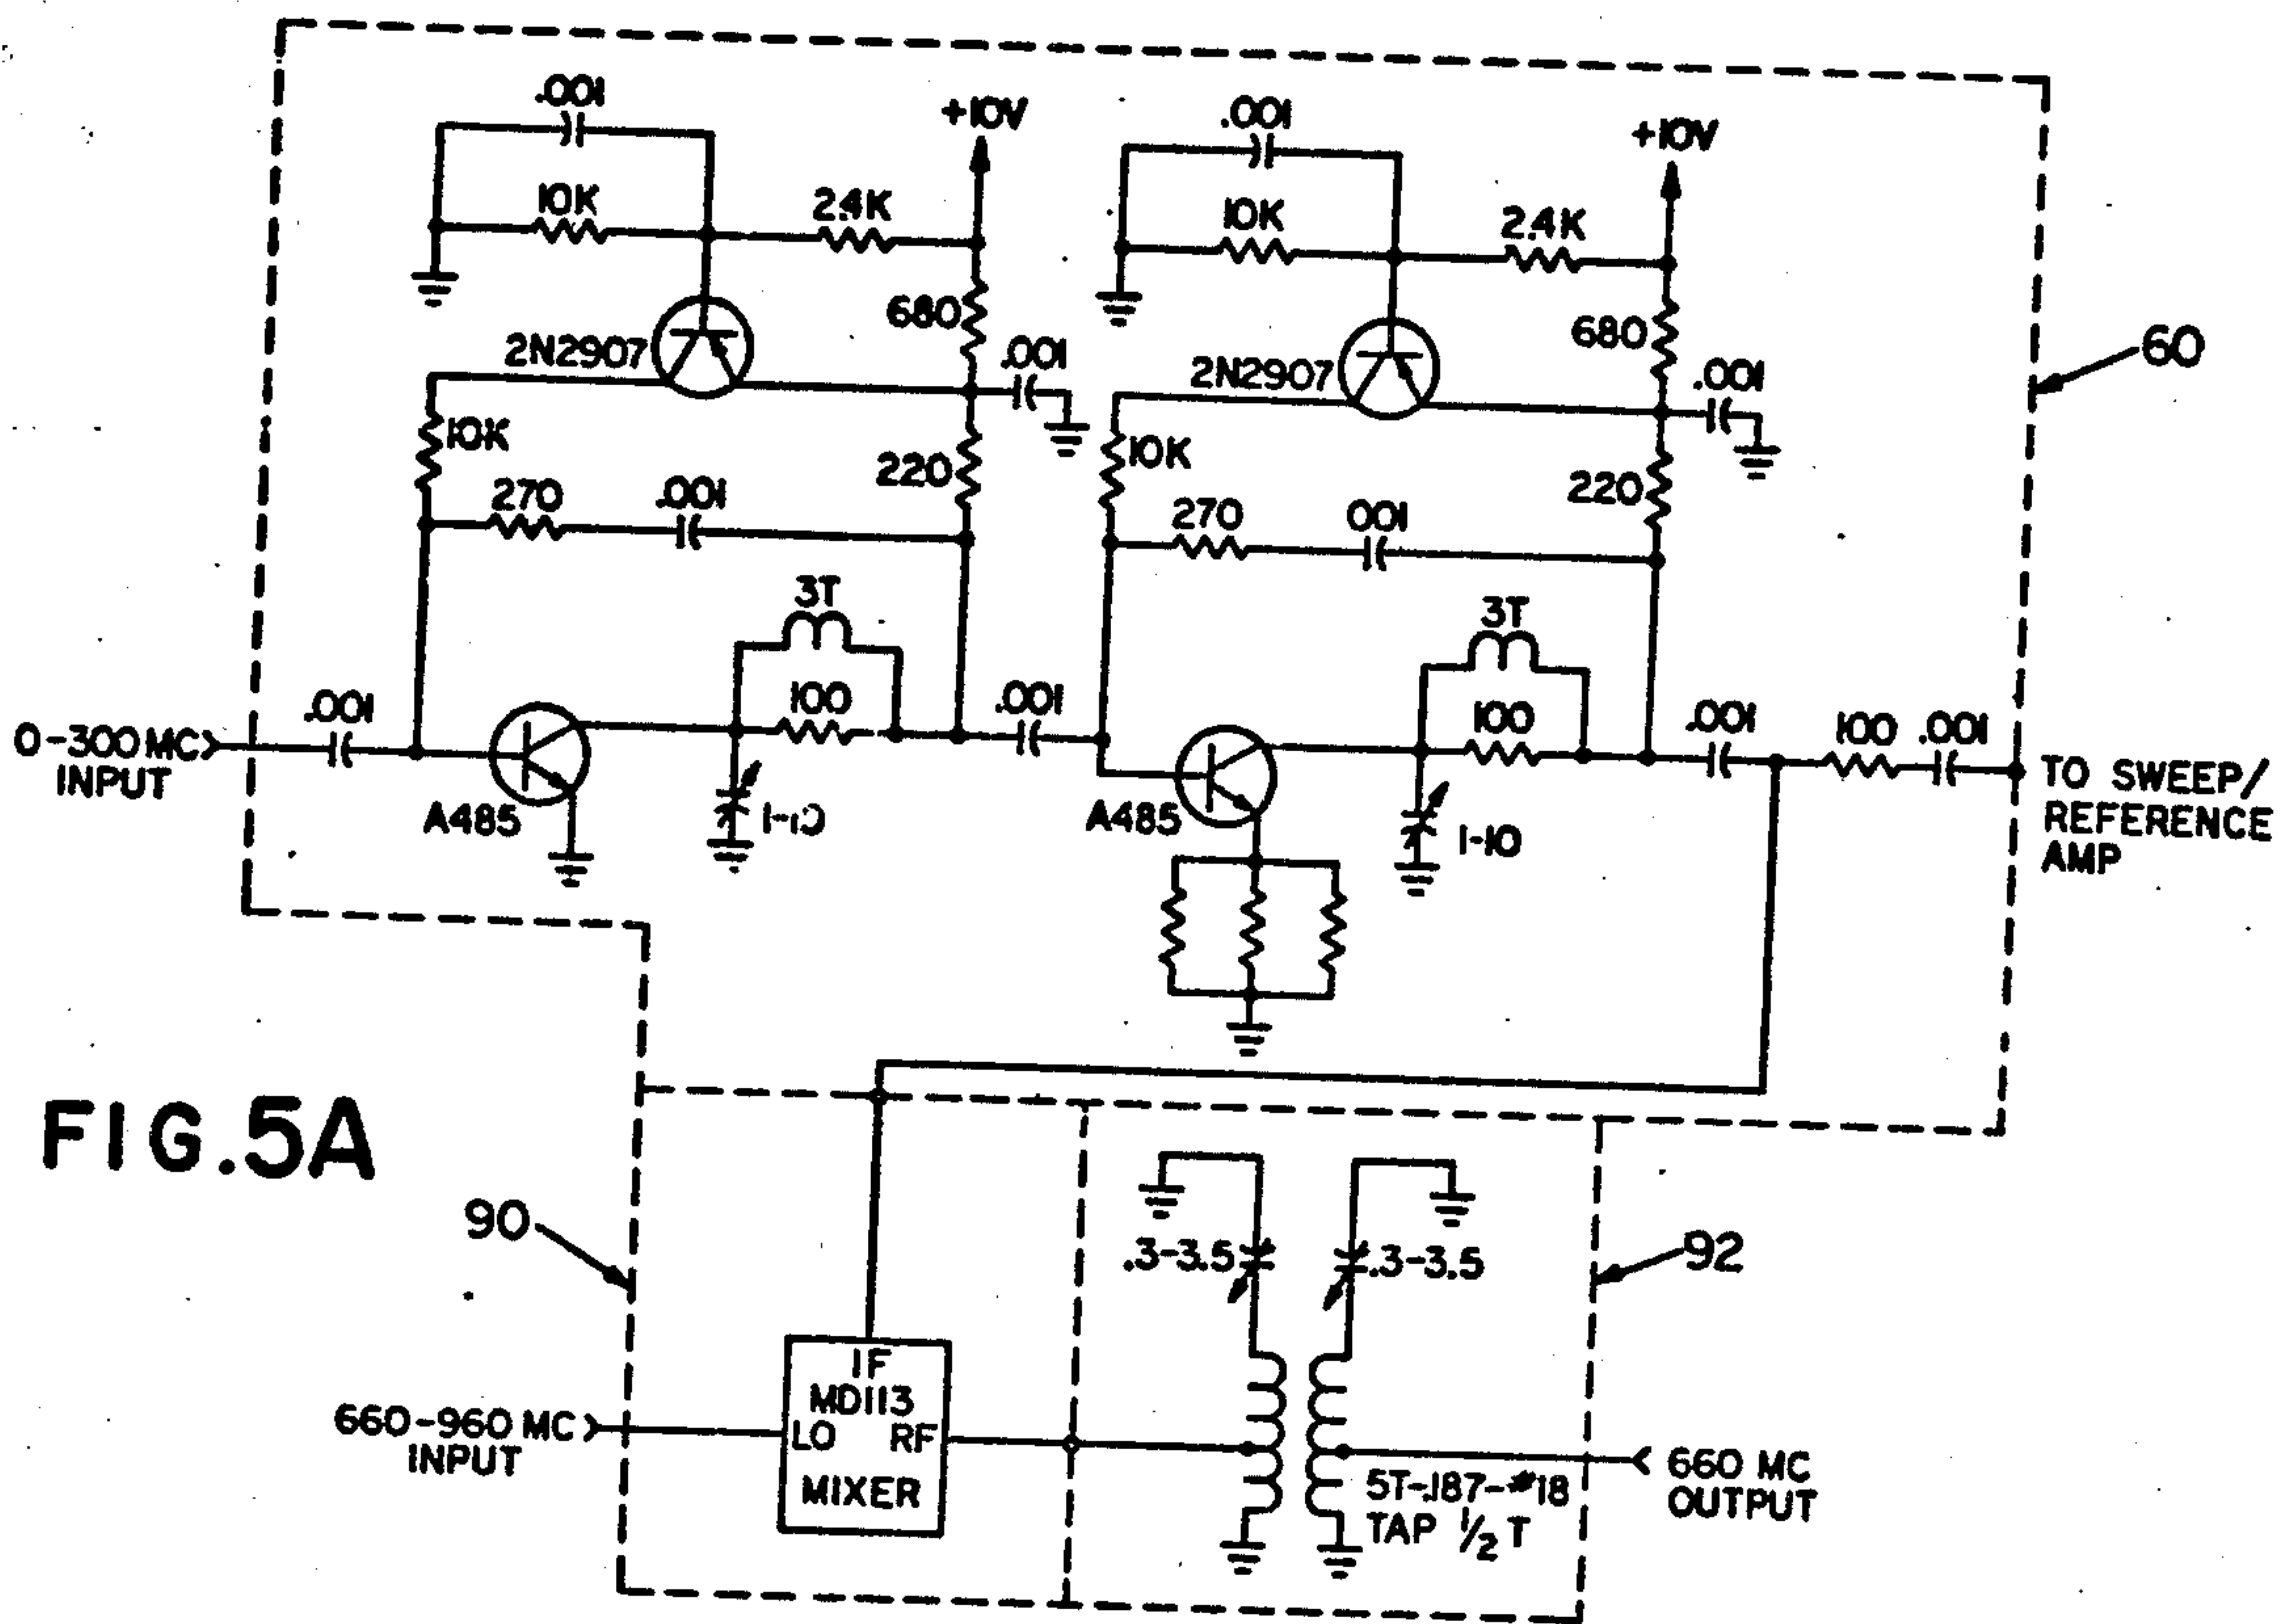 .001
+10V
.001
+10V
10K
2.4K
10K
2.4K
680
680
60
2N2907
.001
2N2907
.001
10K
220
10K
220
270
.001
270
001
3T
3T
100
.001
100
.001
100
.001
0-300 MC
INPUT
.001
A485
1-10
A485
1-10
TO SWEEP/
REFERENCE
AMP
FIG.5A
90
.3-3.5
.3-3.5
92
IF
MD113
LO RF
MIXER
660-960 MC
INPUT
5T-.187-#18
TAP 1/2 T
660 MC
OUTPUT